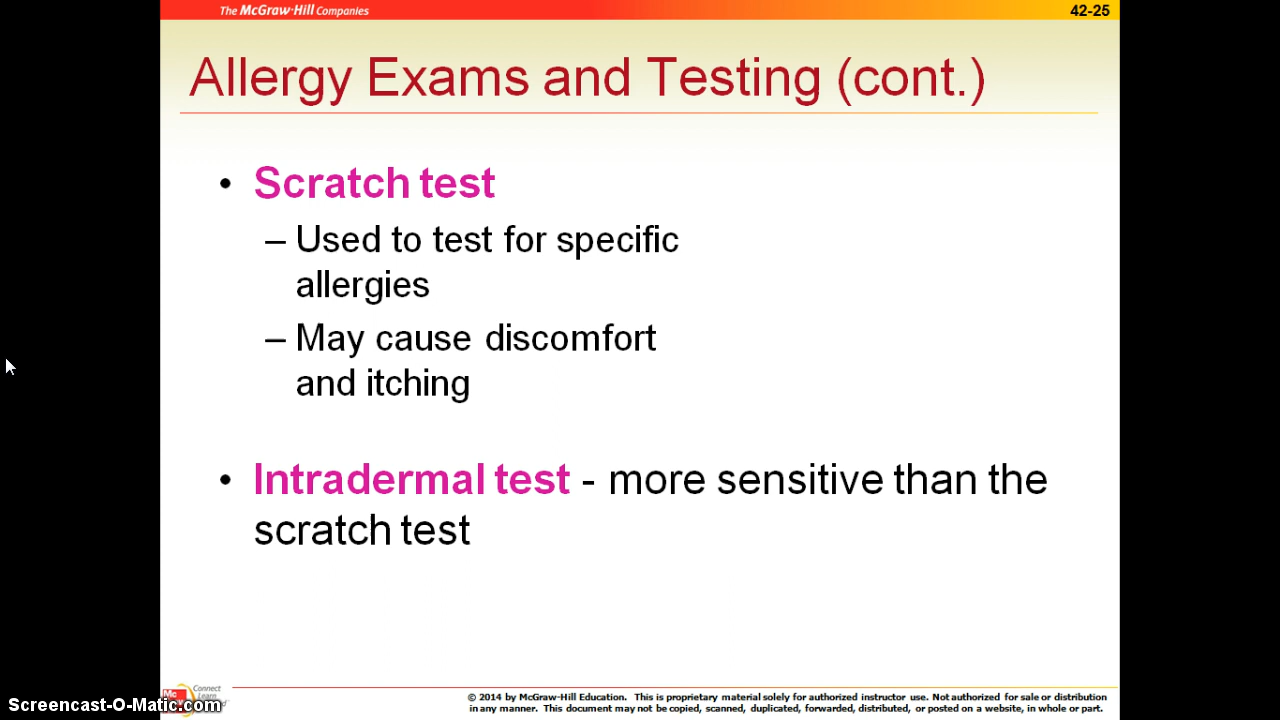 The McGraw-Hill Companies
42-25
Allergy Exams and Testing (cont.)
• Scratch test
– Used to test for specific
allergies
– May cause discomfort
and itching
• Intradermal test - more sensitive than the
scratch test
Mc
Connect
Learn
Screencast-O-Matic.com
© 2014 by McGraw-Hill Education. This is proprietary material solely for authorized instructor use. Not authorized for sale or distribution
in any manner. This document may not be copied, scanned, duplicated, forwarded, distributed, or posted on a website, in whole or part.